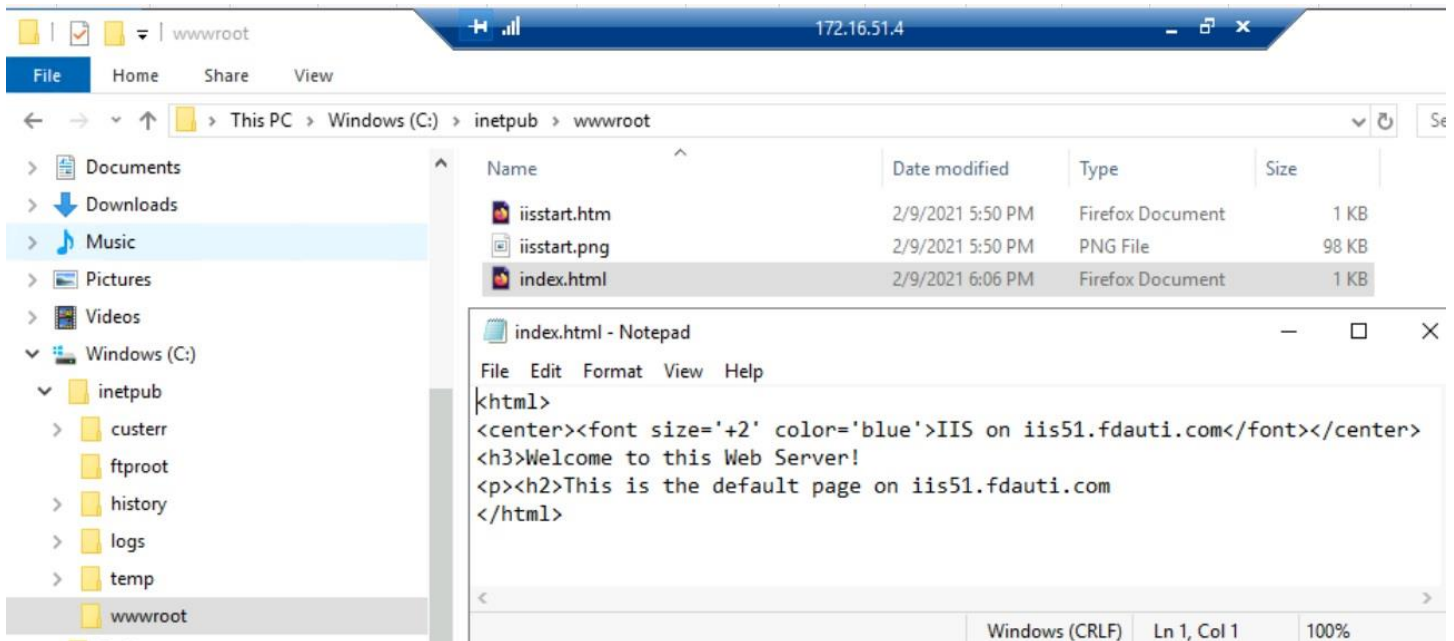 wwwroot
172.16.51.4
File Home Share View
This PC > Windows (C:) > inetpub > wwwroot Se
Documents
Downloads
Music
Pictures
Videos
Windows (C:)
inetpub
custerr
ftproot
history
logs
temp
wwwroot
Name Date modified Type Size
iisstart.htm 2/9/2021 5:50 PM Firefox Document 1 KB
iisstart.png 2/9/2021 5:50 PM PNG File 98 KB
index.html 2/9/2021 6:06 PM Firefox Document 1 KB
index.html - Notepad
File Edit Format View Help
<html>
<center><font size='+2' color='blue'>IIS on iis51.fdauti.com</font></center>
<h3>Welcome to this Web Server!
<p><h2>This is the default page on iis51.fdauti.com
</html>
Windows (CRLF) Ln 1, Col 1 100%